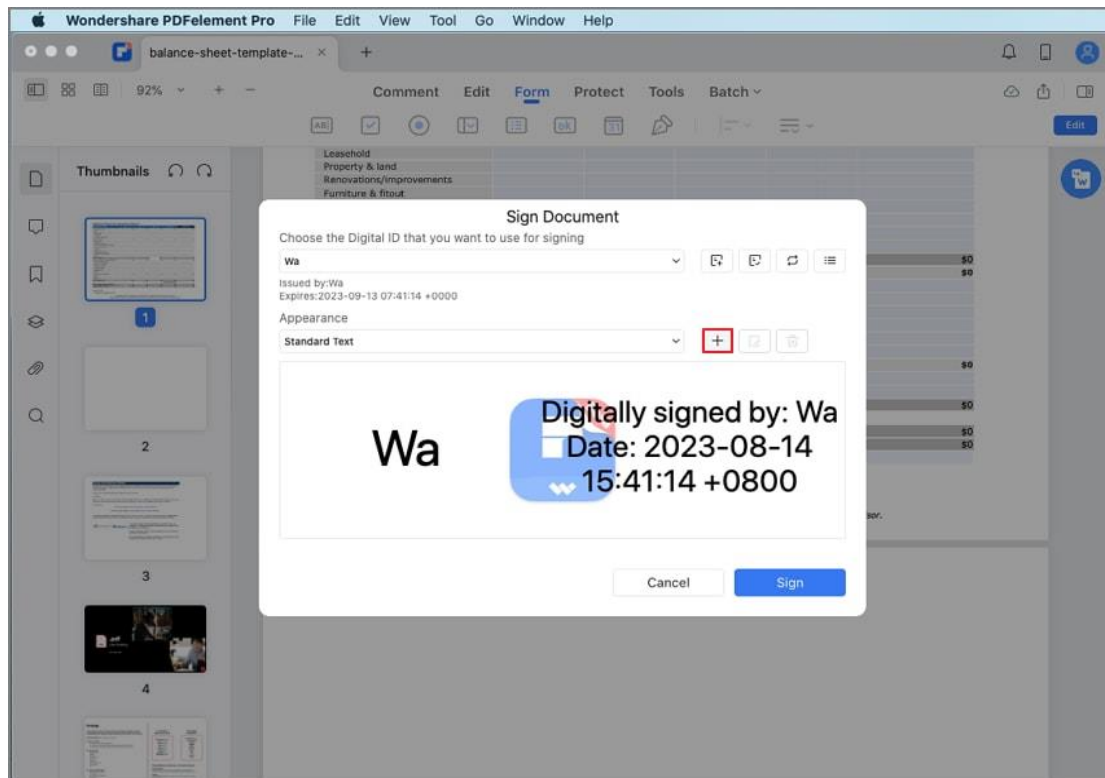 Wondershare PDFelement Pro File Edit View Tool Go Window Help
balance-sheet-template-...
92%
Comment Edit Form Protect Tools Batch
Edit
Leasehold
Property & land
Renovations/improvements
Furniture & fitout
Thumbnails
1
2
3
4
Sign Document
Choose the Digital ID that you want to use for signing
Wa
Issued by:Wa
Expires:2023-09-13 07:41:14 +0000
Appearance
Standard Text
Wa
Digitally signed by: Wa
Date: 2023-08-14
15:41:14 +0800
Cancel Sign
$0
$0
$0
$0
$0
$0